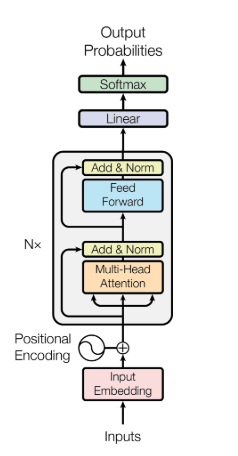 Output
Probabilities
Softmax
Linear
Add & Norm
Feed
Forward
N×
Add & Norm
Multi-Head
Attention
Positional
Encoding
Input
Embedding
Inputs